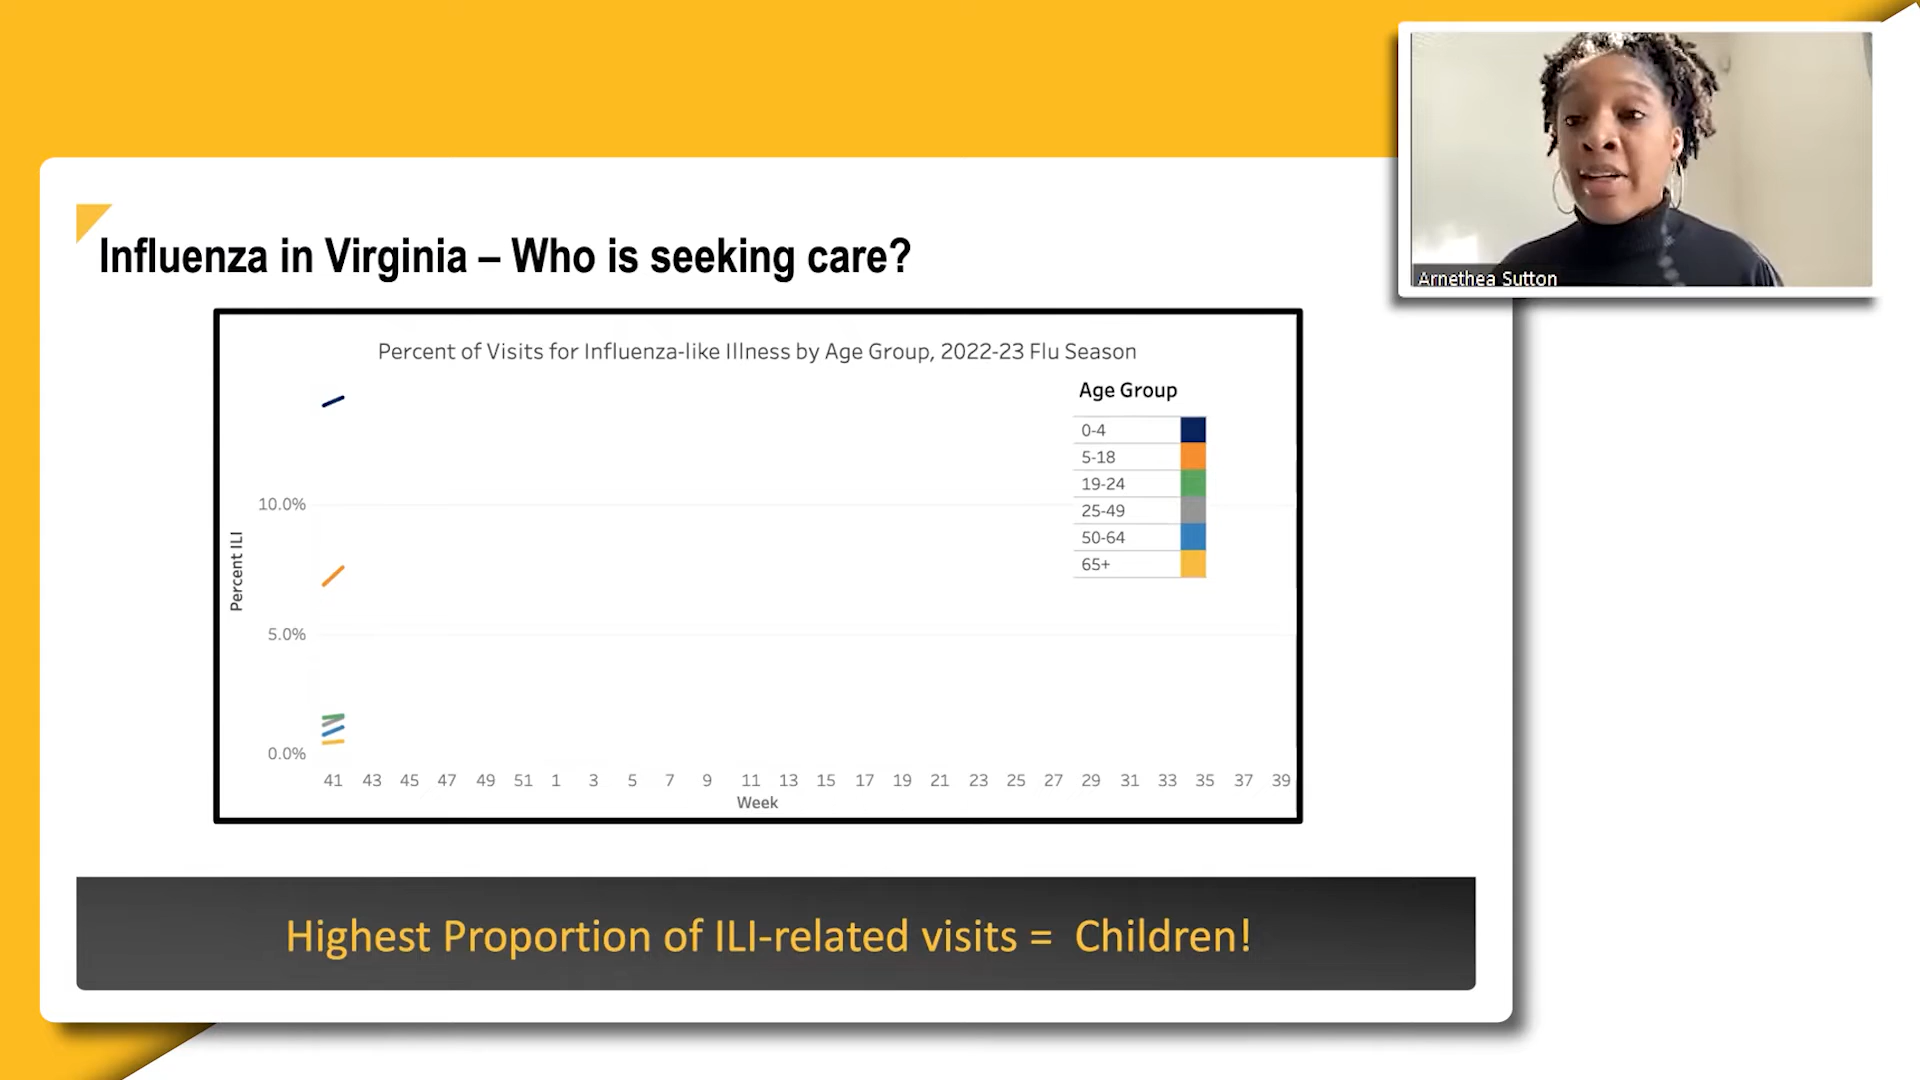 Arnethea Sutton
Influenza in Virginia – Who is seeking care?
Percent of Visits for Influenza-like Illness by Age Group, 2022-23 Flu Season
Age Group
0-4
5-18
19-24
25-49
50-64
65+
Percent ILI
10.0%
5.0%
0.0%
41 43 45 47 49 51 1 3 5 7 9 11 13 15 17 19 21 23 25 27 29 31 33 35 37 39
Week
Highest Proportion of ILI-related visits = Children!